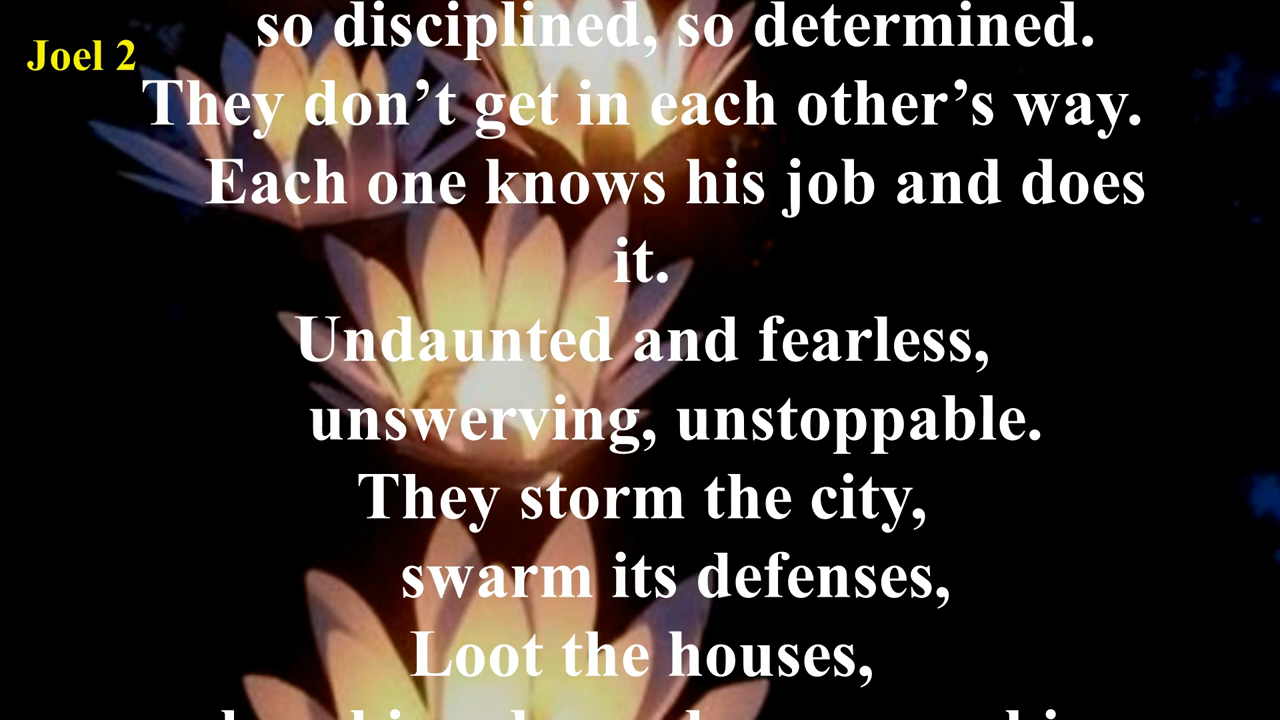 so disciplined, so determined.
Joel 2
They don’t get in each other’s way.
Each one knows his job and does
it.
Undaunted and fearless,
unswerving, unstoppable.
They storm the city,
swarm its defenses,
Loot the houses,